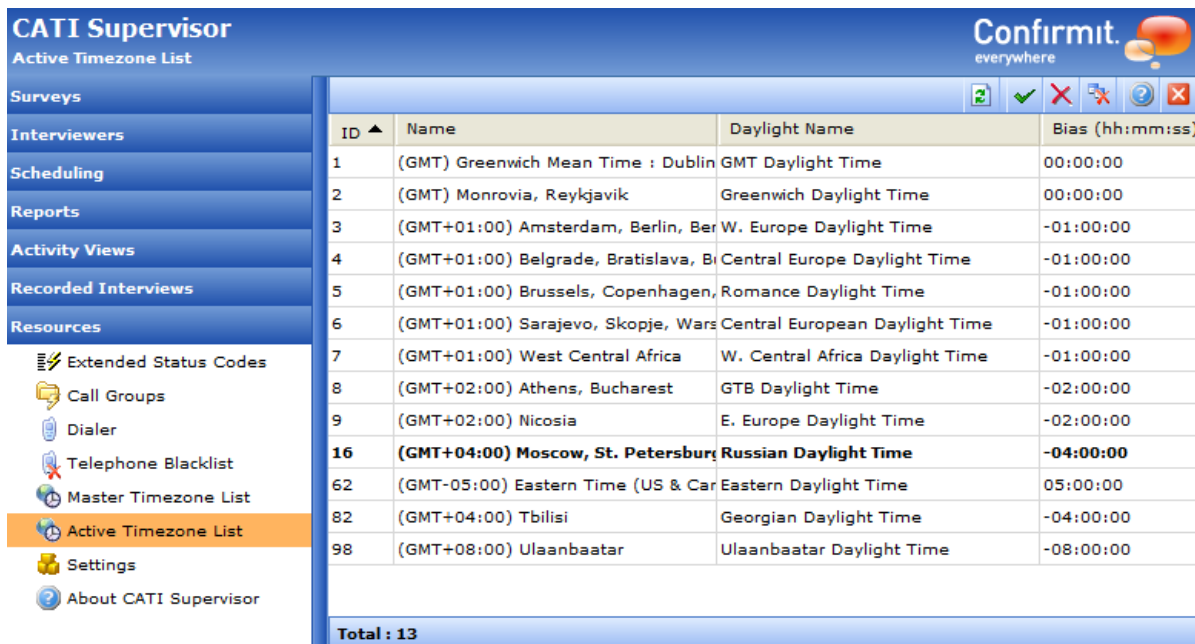 CATI Supervisor
Active Timezone List
Confirmit.
everywhere
Surveys
Interviewers
Scheduling
Reports
Activity Views
Recorded Interviews
Resources
Extended Status Codes
Call Groups
Dialer
Telephone Blacklist
Master Timezone List
Active Timezone List
Settings
About CATI Supervisor
ID Name Daylight Name Bias (hh:mm:ss)
1 (GMT) Greenwich Mean Time : Dublin GMT Daylight Time 00:00:00
2 (GMT) Monrovia, Reykjavik Greenwich Daylight Time 00:00:00
3 (GMT+01:00) Amsterdam, Berlin, Ber W. Europe Daylight Time -01:00:00
4 (GMT+01:00) Belgrade, Bratislava, B Central Europe Daylight Time -01:00:00
5 (GMT+01:00) Brussels, Copenhagen, Romance Daylight Time -01:00:00
6 (GMT+01:00) Sarajevo, Skopje, Wars Central European Daylight Time -01:00:00
7 (GMT+01:00) West Central Africa W. Central Africa Daylight Time -01:00:00
8 (GMT+02:00) Athens, Bucharest GTB Daylight Time -02:00:00
9 (GMT+02:00) Nicosia E. Europe Daylight Time -02:00:00
16 (GMT+04:00) Moscow, St. Petersburg Russian Daylight Time -04:00:00
62 (GMT-05:00) Eastern Time (US & Can Eastern Daylight Time 05:00:00
82 (GMT+04:00) Tbilisi Georgian Daylight Time -04:00:00
98 (GMT+08:00) Ulaanbaatar Ulaanbaatar Daylight Time -08:00:00
Total : 13